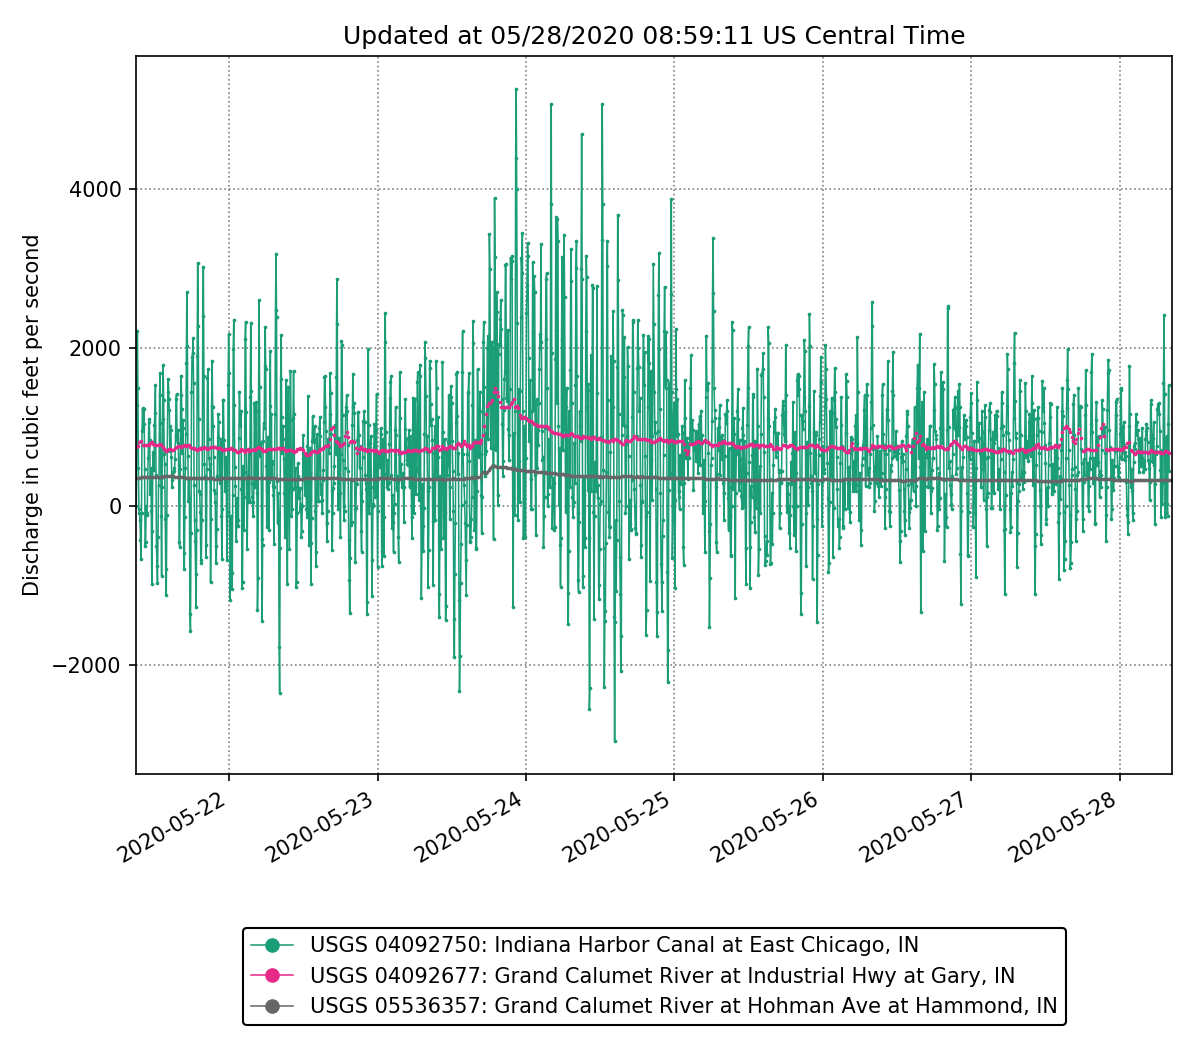 Updated at 05/28/2020 08:59:11 US Central Time
Discharge in cubic feet per second
4000
2000
0
−2000
2020-05-22
2020-05-23
2020-05-24
2020-05-25
2020-05-26
2020-05-27
2020-05-28
USGS 04092750: Indiana Harbor Canal at East Chicago, IN
USGS 04092677: Grand Calumet River at Industrial Hwy at Gary, IN
USGS 05536357: Grand Calumet River at Hohman Ave at Hammond, IN